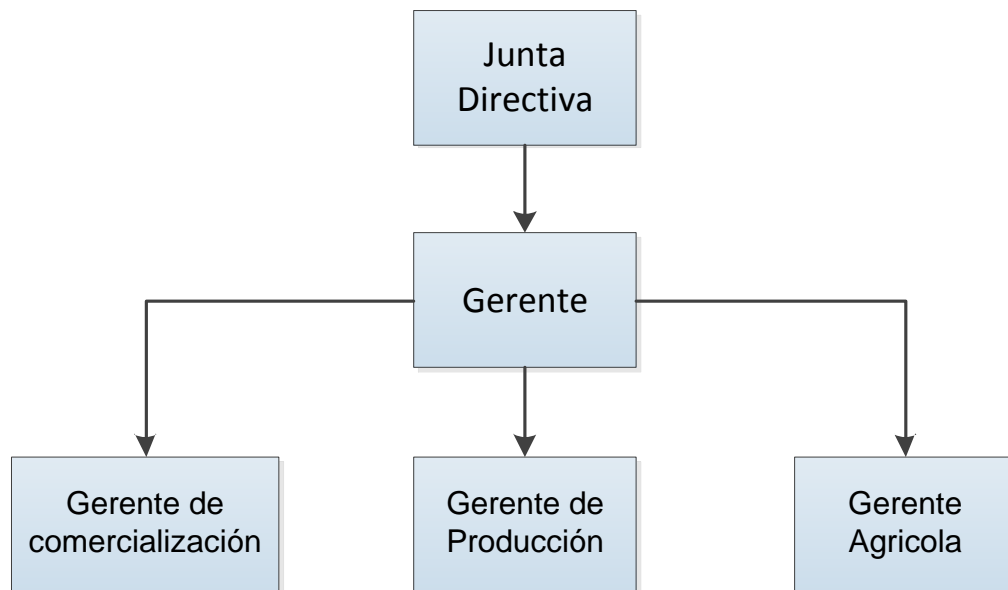 Junta
Directiva
Gerente
Gerente de
comercialización
Gerente de
Producción
Gerente
Agricola